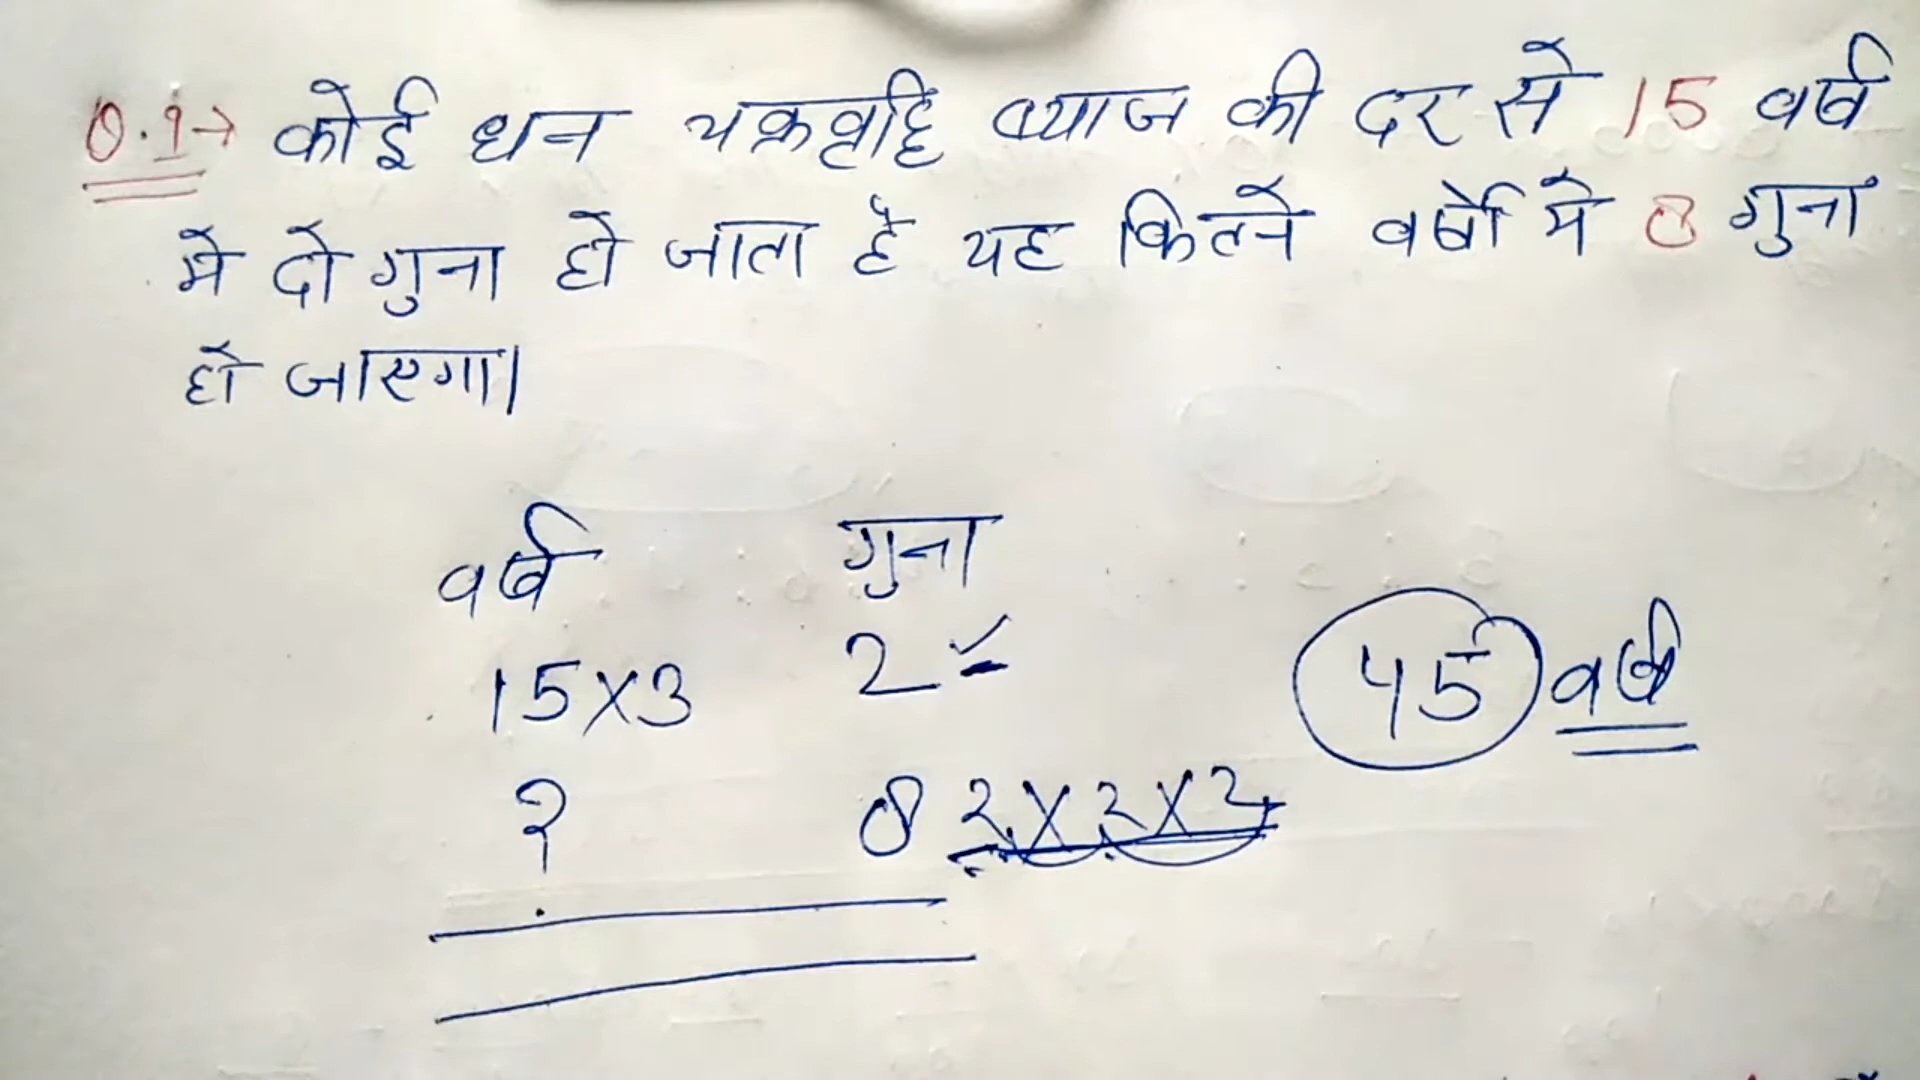 Q.1→ कोई धन चक्रवृद्धि ब्याज की दर से 15 वर्ष
मे दो गुना हो जाता है यह कितने वर्षो मे 8 गुना
हो जाएगा।
वर्ष गुना
15×3 2
45 वर्ष
? 8 2×2×2